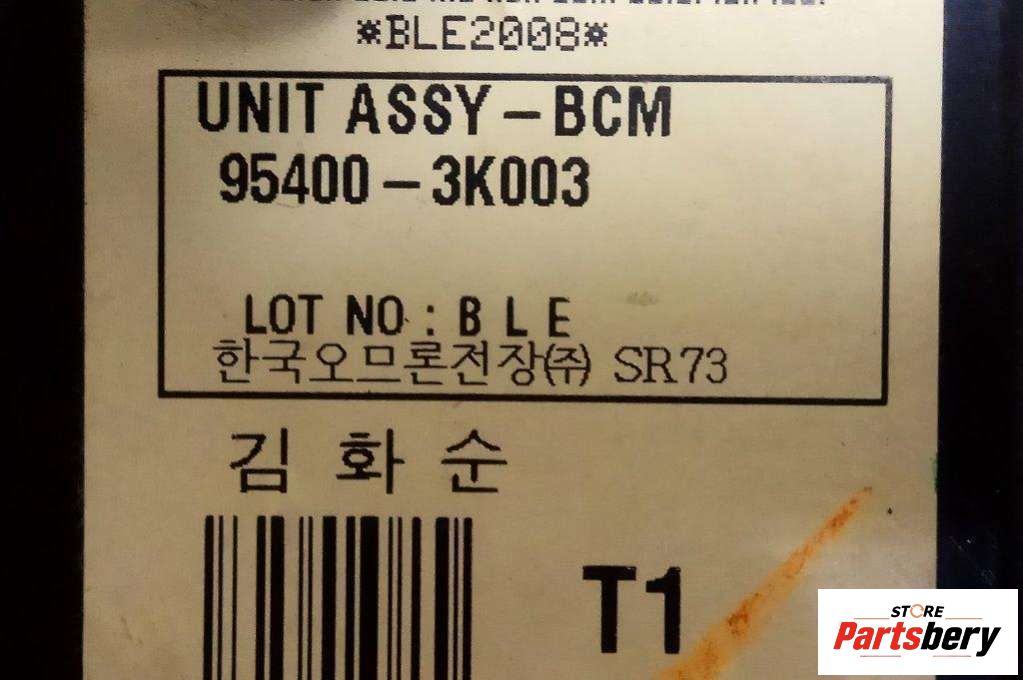 *BLE2008*
UNIT ASSY-BCM
95400-3K003
LOT NO: B L E
한국오므론전장㈜ SR73
김 화 순
T1
STORE
Partsbery